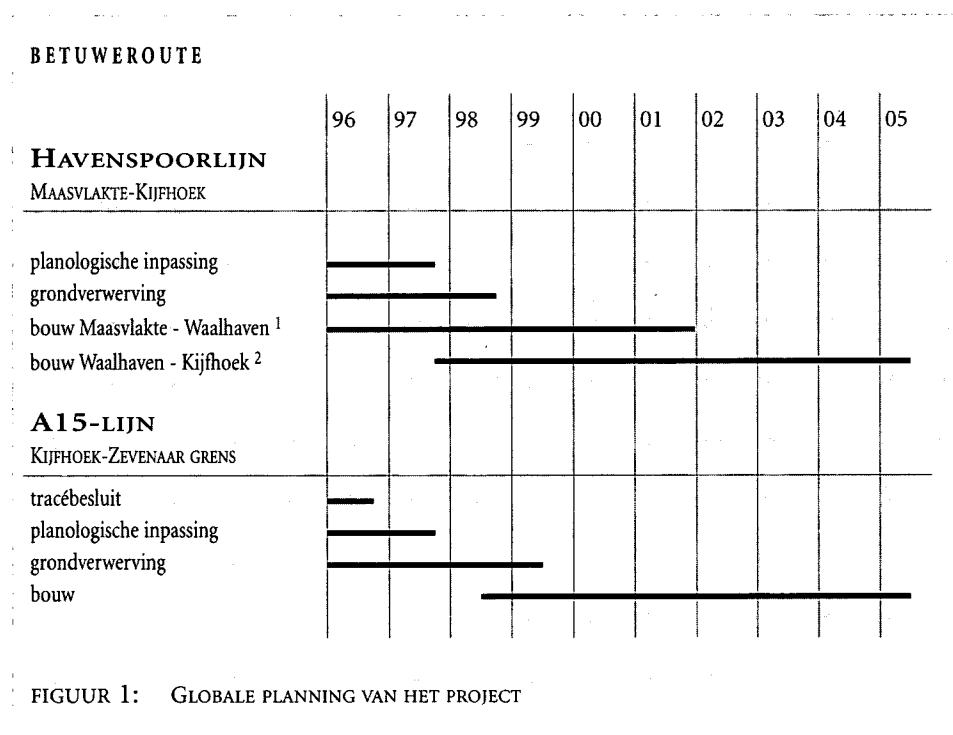 BETUWEROUTE
96 97 98 99 00 01 02 03 04 05
HAVENSPOORLIJN
MAASVLAKTE-KIJFHOEK
planologische inpassing
grondverwerving
bouw Maasvlakte - Waalhaven 1
bouw Waalhaven - Kijfhoek 2
A15-LIJN
KIJFHOEK-ZEVENAAR GRENS
tracébesluit
planologische inpassing
grondverwerving
bouw
FIGUUR 1: GLOBALE PLANNING VAN HET PROJECT